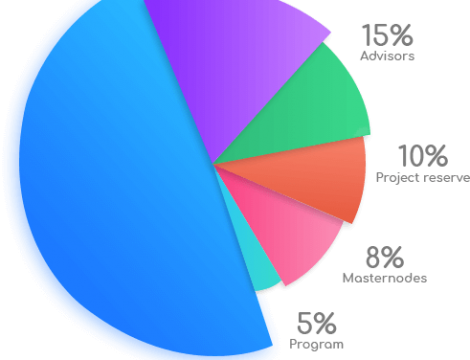 15%
Advisors
10%
Project reserve
8%
Masternodes
5%
Program